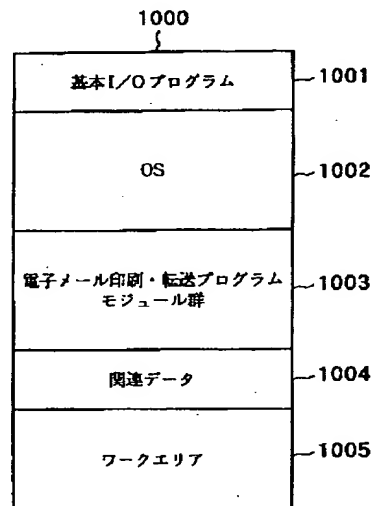 1000
基本I/Oプログラム
1001
OS
1002
電子メール印刷・転送プログラム
モジュール群
1003
関連データ
1004
ワークエリア
1005